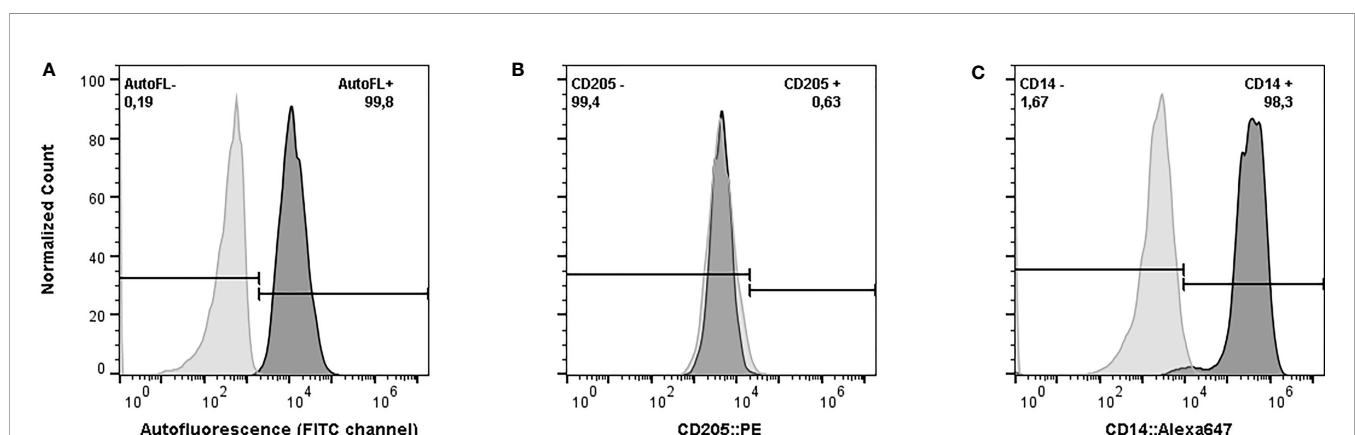 A
B
C
AutoFL-
0,19
AutoFL+
99,8
CD205 -
99,4
CD205 +
0,63
CD14 -
1,67
CD14 +
98,3
Normalized Count
100
80
60
40
20
0
10^0 10^2 10^4 10^6
10^0 10^2 10^4 10^6
10^0 10^2 10^4 10^6
Autofluorescence (FITC channel)
CD205::PE
CD14::Alexa647